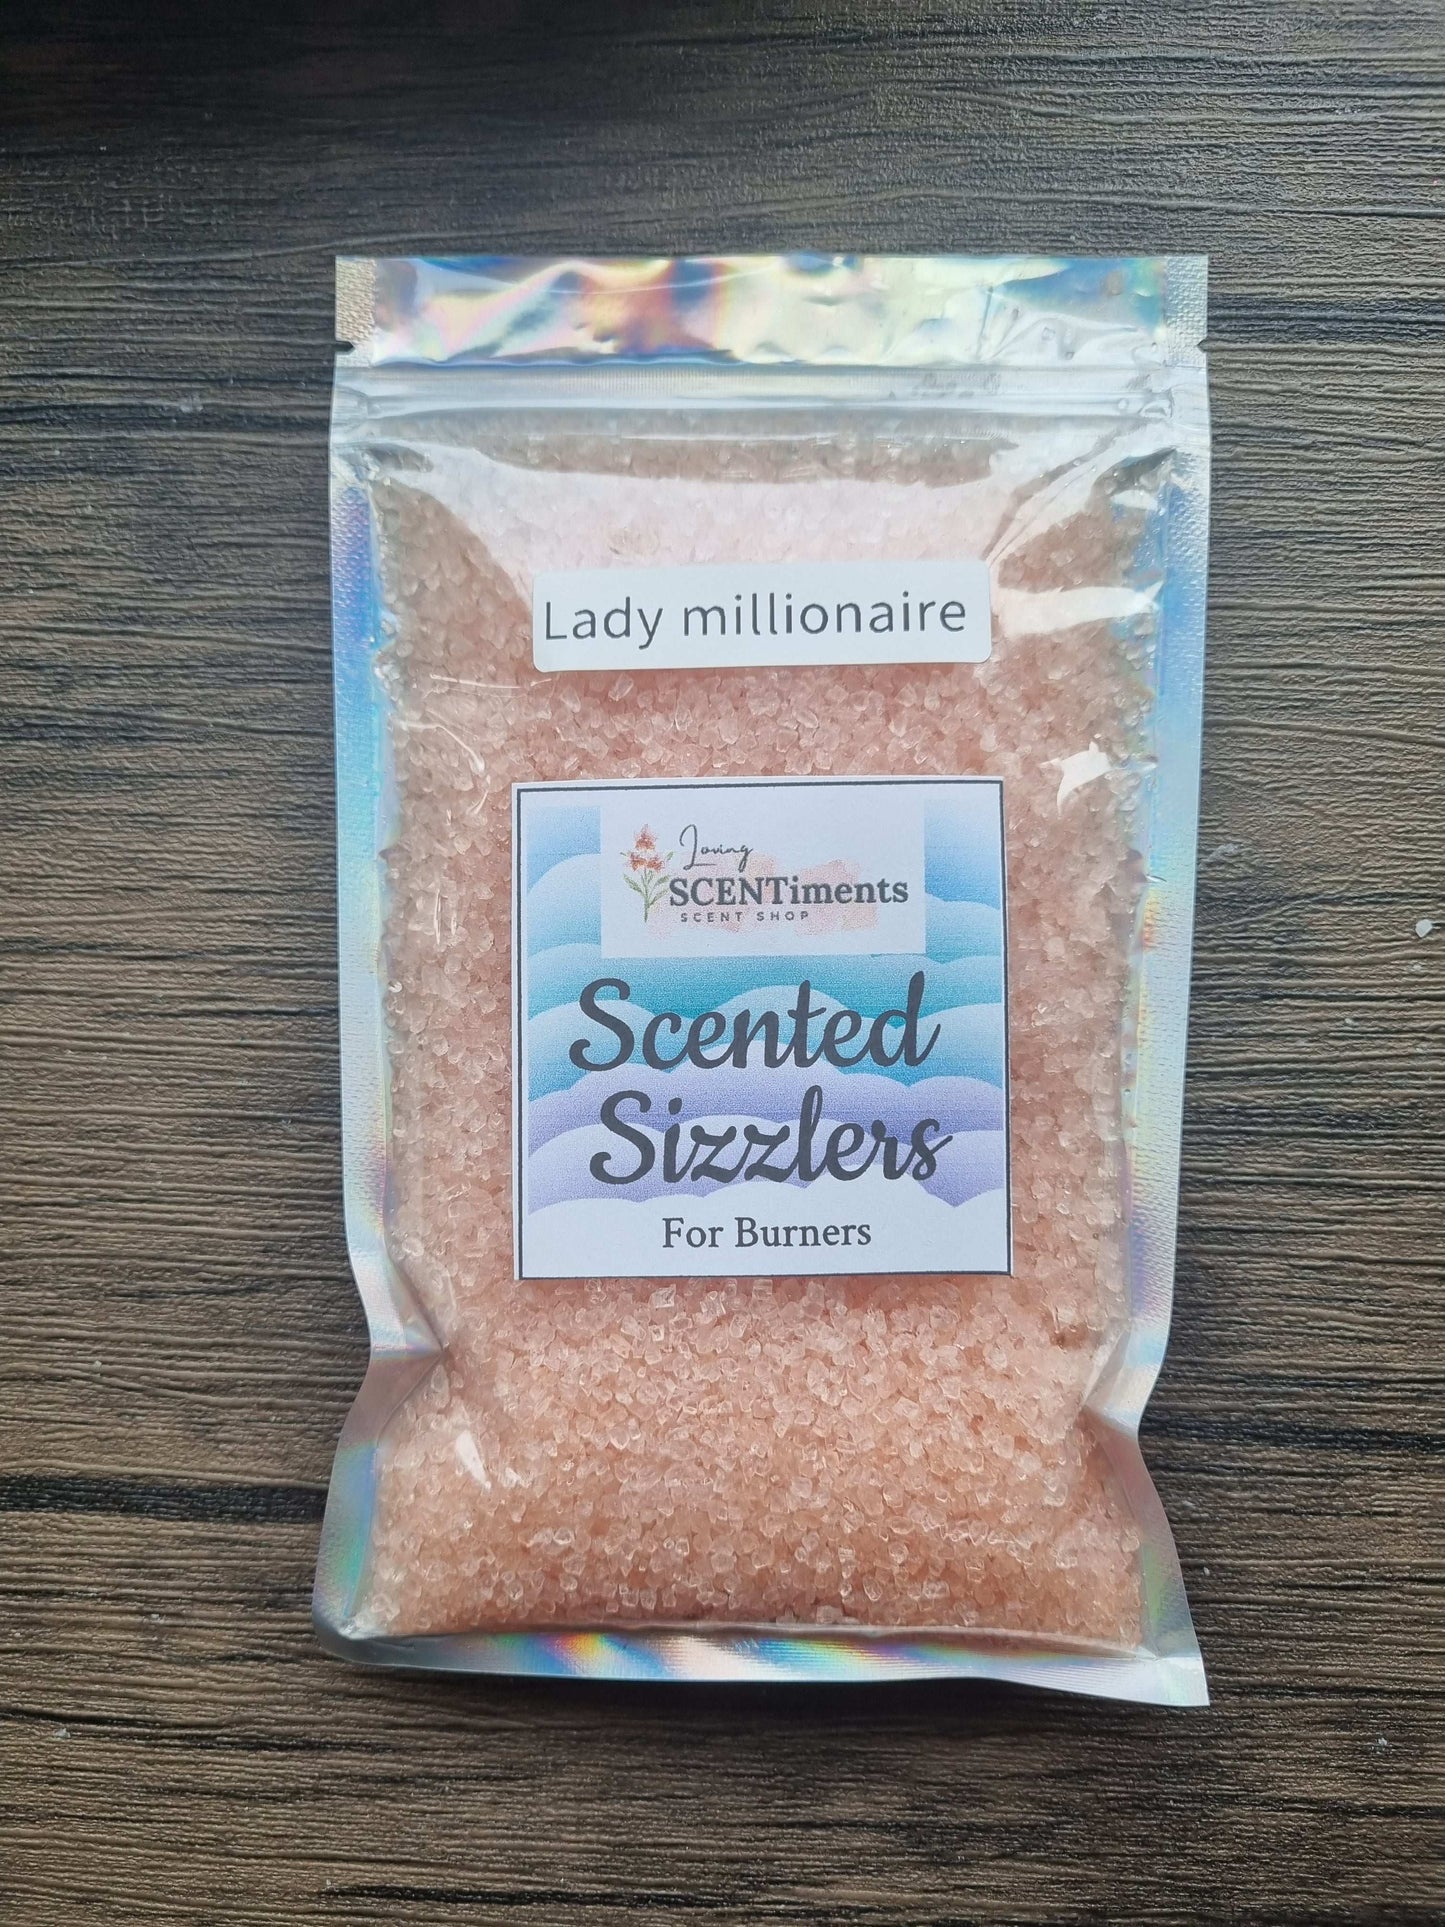 Lady millionaire
Loving
SCENTiments
SCENT SHOP
Scented
Sizzlers
For Burners